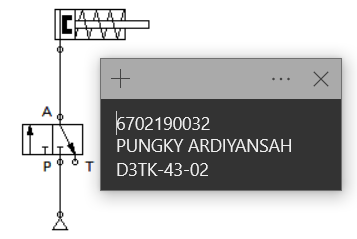 A
T T
P T
6702190032
PUNGKY ARDIYANSAH
D3TK-43-02